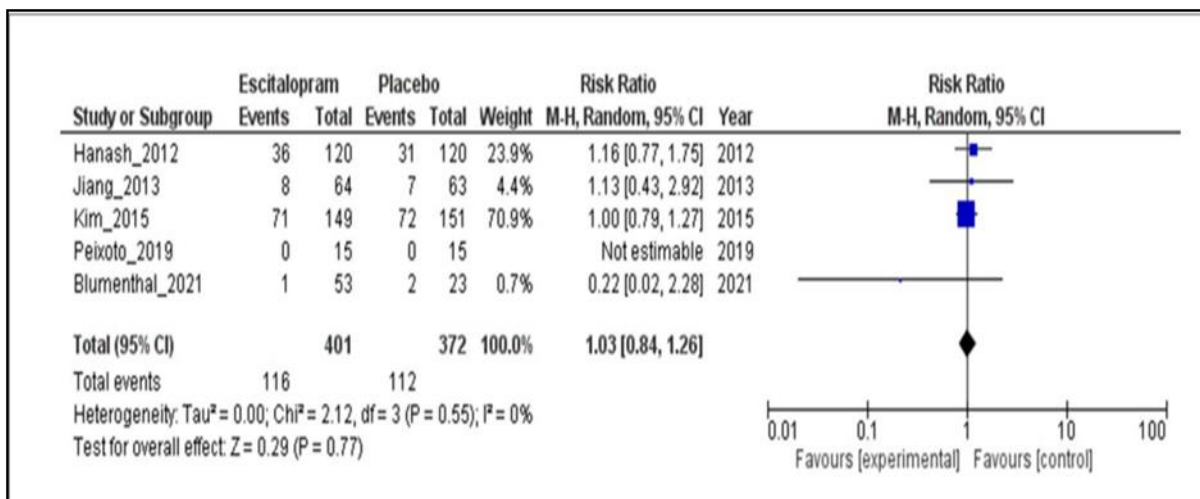 Escitalopram Placebo Risk Ratio Risk Ratio
Study or Subgroup Events Total Events Total Weight M-H, Random, 95% CI Year M-H, Random, 95% CI
Hanash_2012 36 120 31 120 23.9% 1.16 [0.77, 1.75] 2012
Jiang_2013 8 64 7 63 4.4% 1.13 [0.43, 2.92] 2013
Kim_2015 71 149 72 151 70.9% 1.00 [0.79, 1.27] 2015
Peixoto_2019 0 15 0 15 Not estimable 2019
Blumenthal_2021 1 53 2 23 0.7% 0.22 [0.02, 2.28] 2021
Total (95% CI) 401 372 100.0% 1.03 [0.84, 1.26]
Total events 116 112
Heterogeneity: Tau² = 0.00; Chi² = 2.12, df = 3 (P = 0.55); I² = 0%
Test for overall effect: Z = 0.29 (P = 0.77)
0.01 0.1 1 10 100
Favours [experimental] Favours [control]